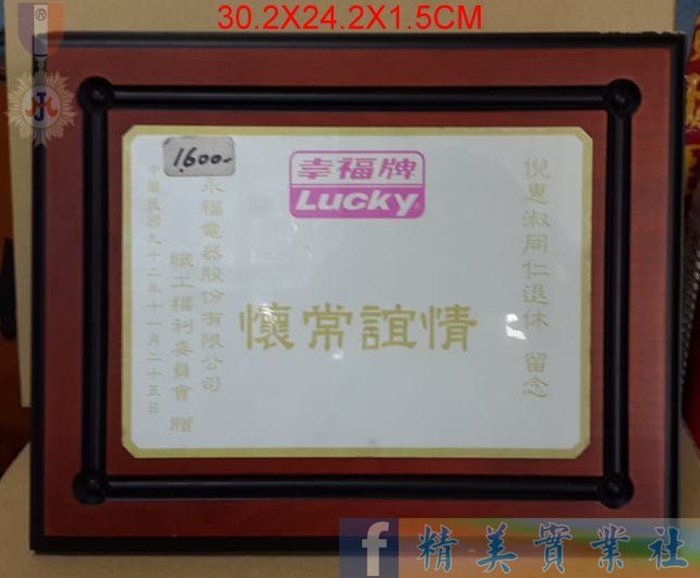 30.2X24.2X1.5CM
®
1.600-
幸福牌
Lucky
倪惠淑同仁退休 留念
懷常誼情
永福電器股份有限公司
職工福利委員會 贈
中華民國九十二年十一月二十五日
f 精美實業社